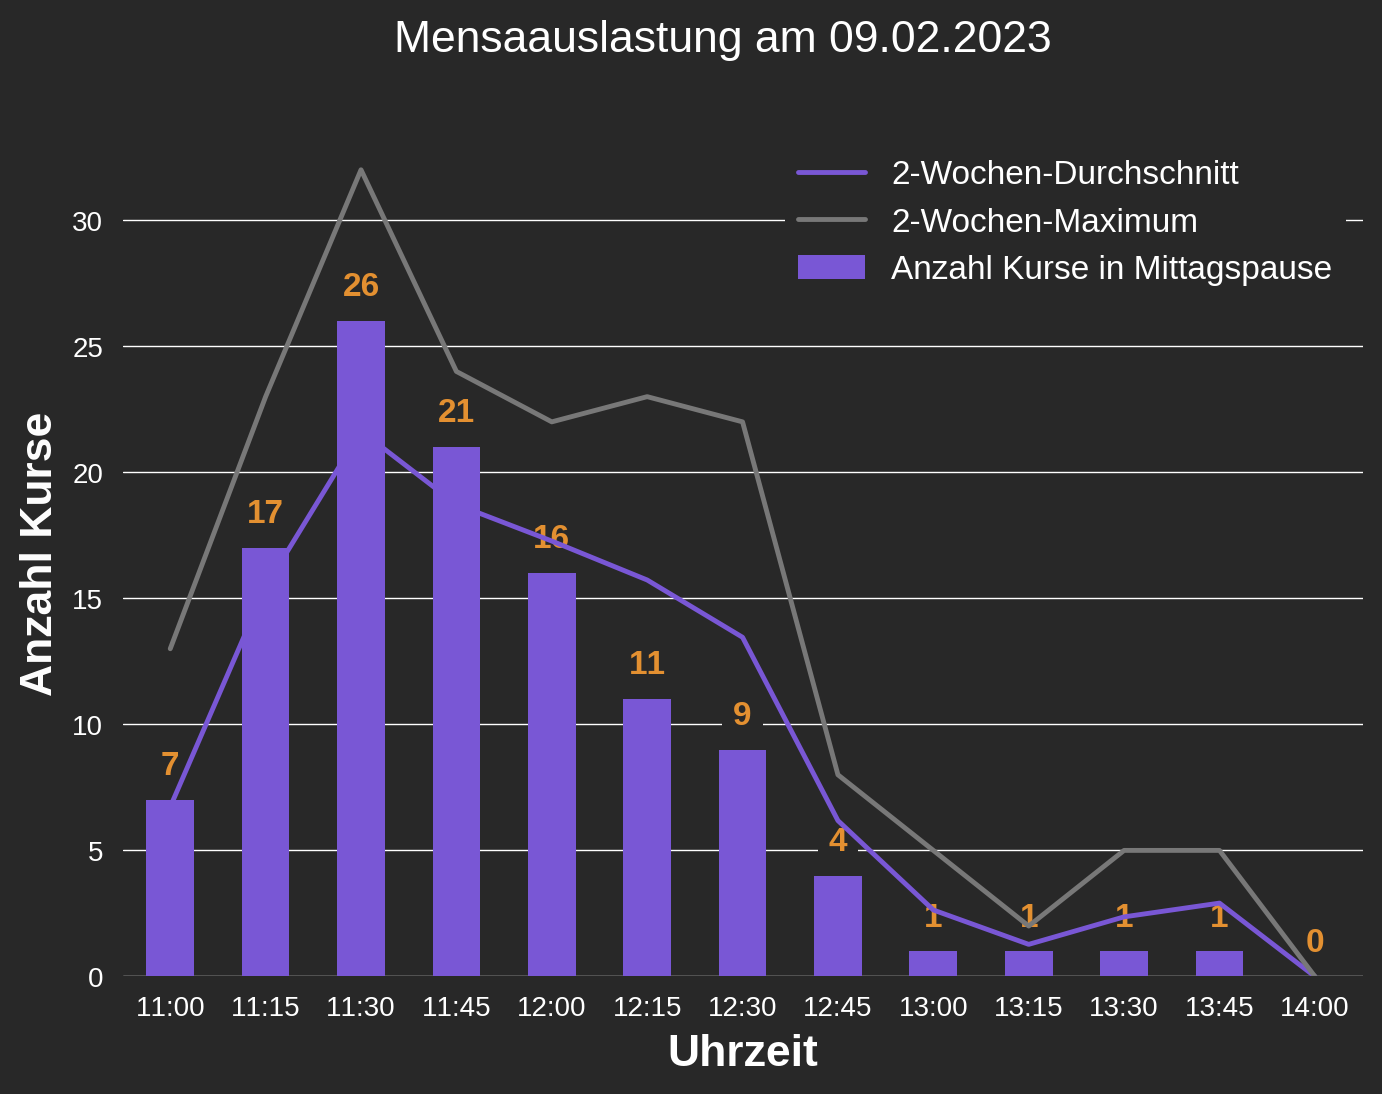 Mensaauslastung am 09.02.2023
2-Wochen-Durchschnitt
2-Wochen-Maximum
Anzahl Kurse in Mittagspause
Anzahl Kurse
30
25
20
15
10
5
0
7
17
26
21
16
11
9
4
1
1
1
1
0
11:00 11:15 11:30 11:45 12:00 12:15 12:30 12:45 13:00 13:15 13:30 13:45 14:00
Uhrzeit